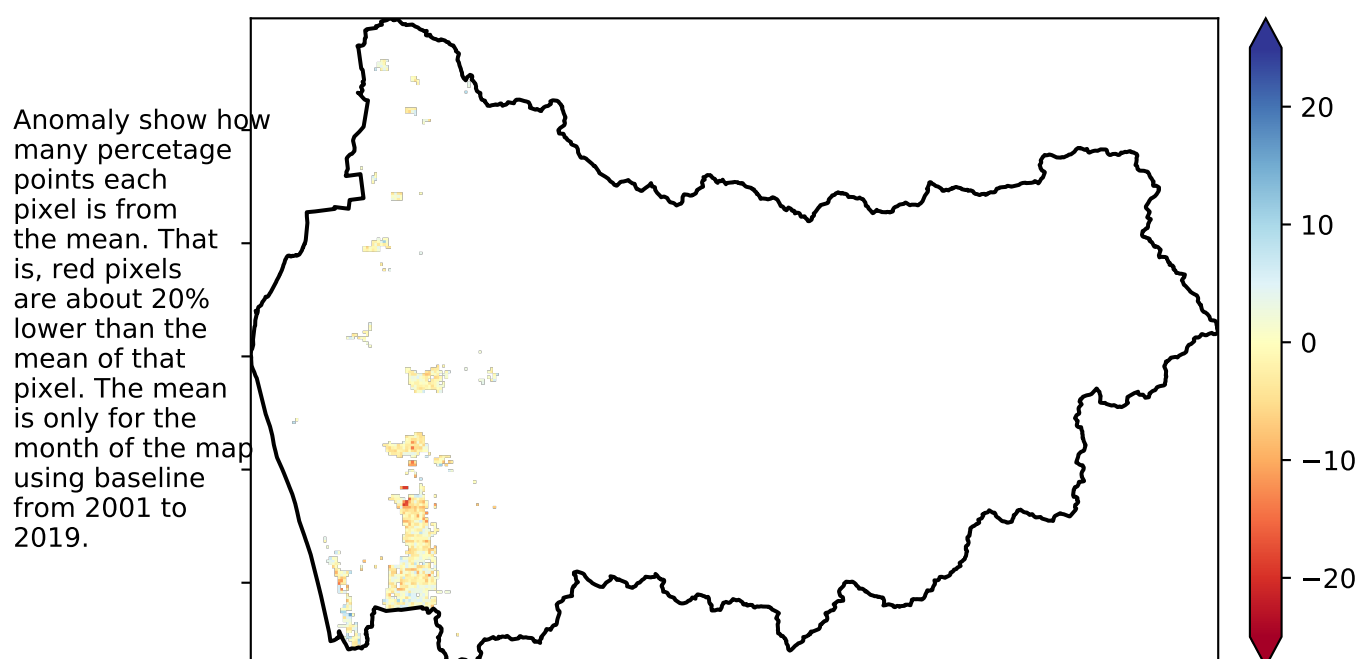 Anomaly show how
many percetage
points each
pixel is from
the mean. That
is, red pixels
are about 20%
lower than the
mean of that
pixel. The mean
is only for the
month of the map
using baseline
from 2001 to
2019.
20
10
0
−10
−20